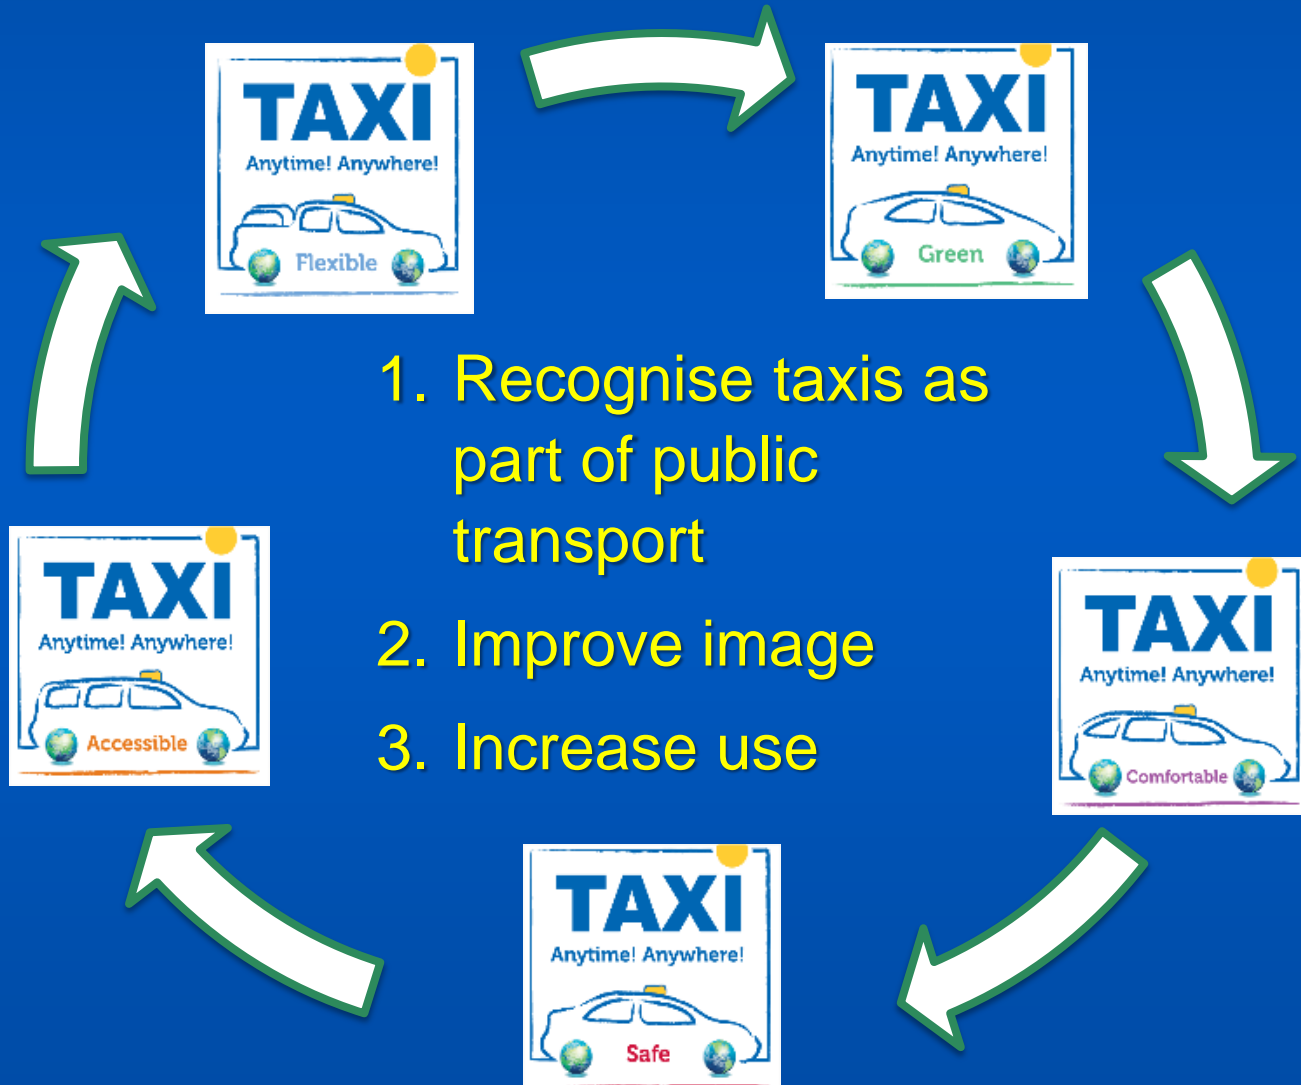 TAXI
Anytime! Anywhere!
Flexible
TAXI
Anytime! Anywhere!
Green
1. Recognise taxis as
part of public
transport
2. Improve image
3. Increase use
TAXI
Anytime! Anywhere!
Accessible
TAXI
Anytime! Anywhere!
Comfortable
TAXI
Anytime! Anywhere!
Safe